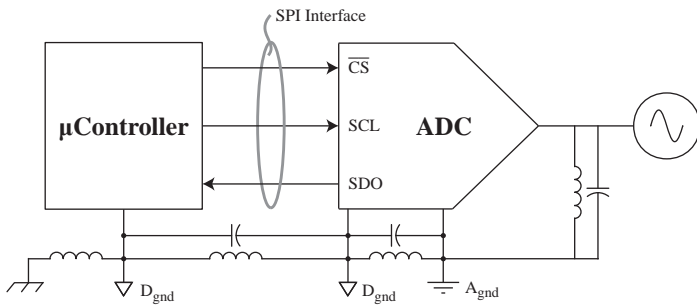 SPI Interface
µController
CS
SCL
SDO
ADC
Dgnd
Dgnd
Agnd